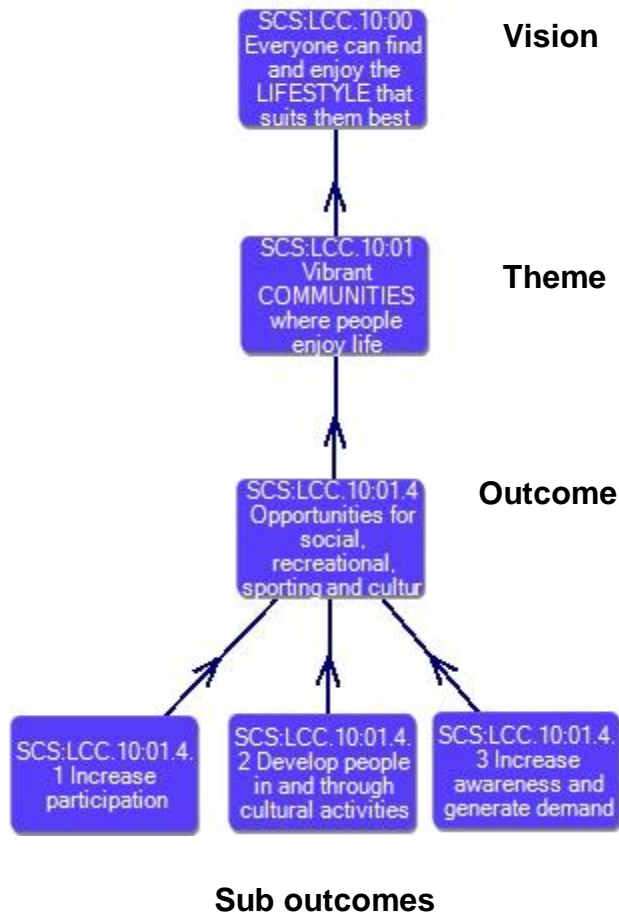 SCS:LCC.10:00
Everyone can find
and enjoy the
LIFESTYLE that
suits them best
Vision
SCS:LCC.10:01
Vibrant
COMMUNITIES
where people
enjoy life
Theme
SCS:LCC.10:01.4
Opportunities for
social,
recreational,
sporting and cultur
Outcome
SCS:LCC.10:01.4.
1 Increase
participation
SCS:LCC.10:01.4.
2 Develop people
in and through
cultural activities
SCS:LCC.10:01.4.
3 Increase
awareness and
generate demand
Sub outcomes